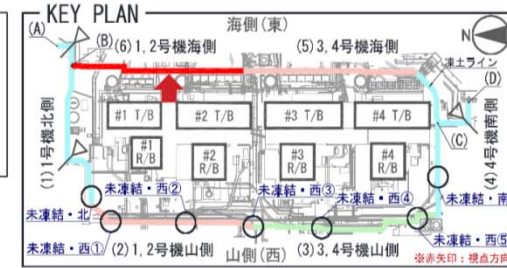 KEY PLAN
海側(東)
N
(A)
(B)
(6)1,2号機海側
(5)3,4号機海側
凍土ライン
(D)
#1 T/B
#2 T/B
#3 T/B
#4 T/B
(C)
(1)1号機北側
#1
R/B
#2
R/B
#3
R/B
#4
R/B
(4)4号機南側
未凍結・西②
未凍結・西③
未凍結・西④
未凍結・南
未凍結・北
未凍結・西①
(2)1,2号機山側
(3)3,4号機山側
未凍結・西⑤
山側(西)
※赤矢印：視点方向